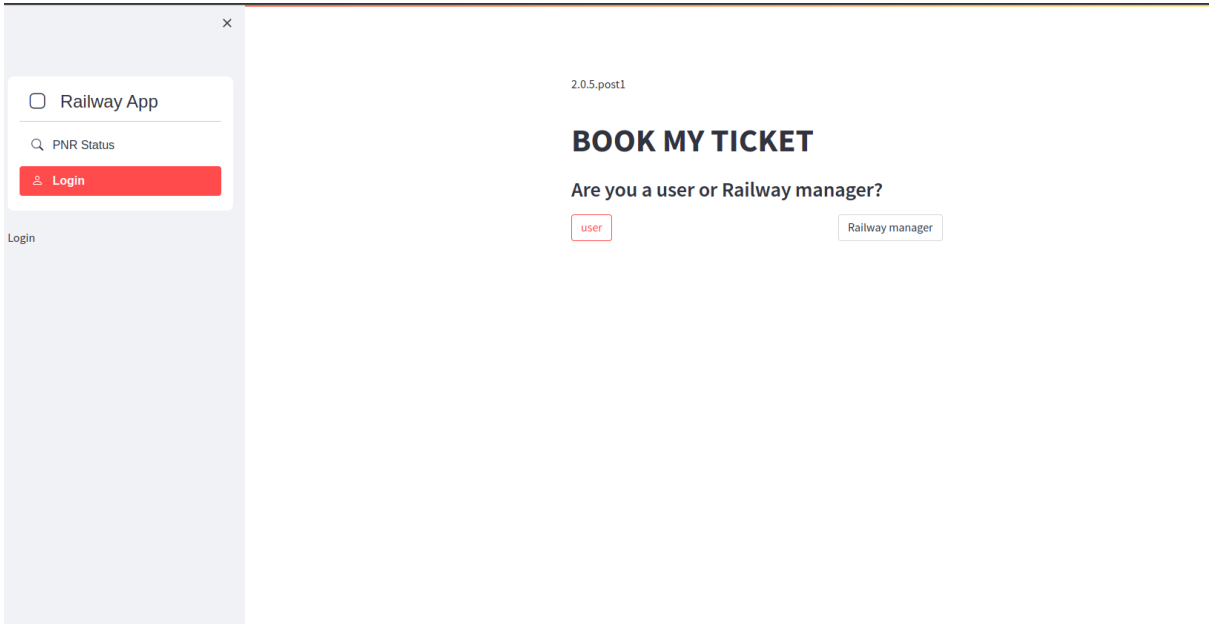 Railway App
PNR Status
Login
Login
2.0.5.post1
BOOK MY TICKET
Are you a user or Railway manager?
user
Railway manager